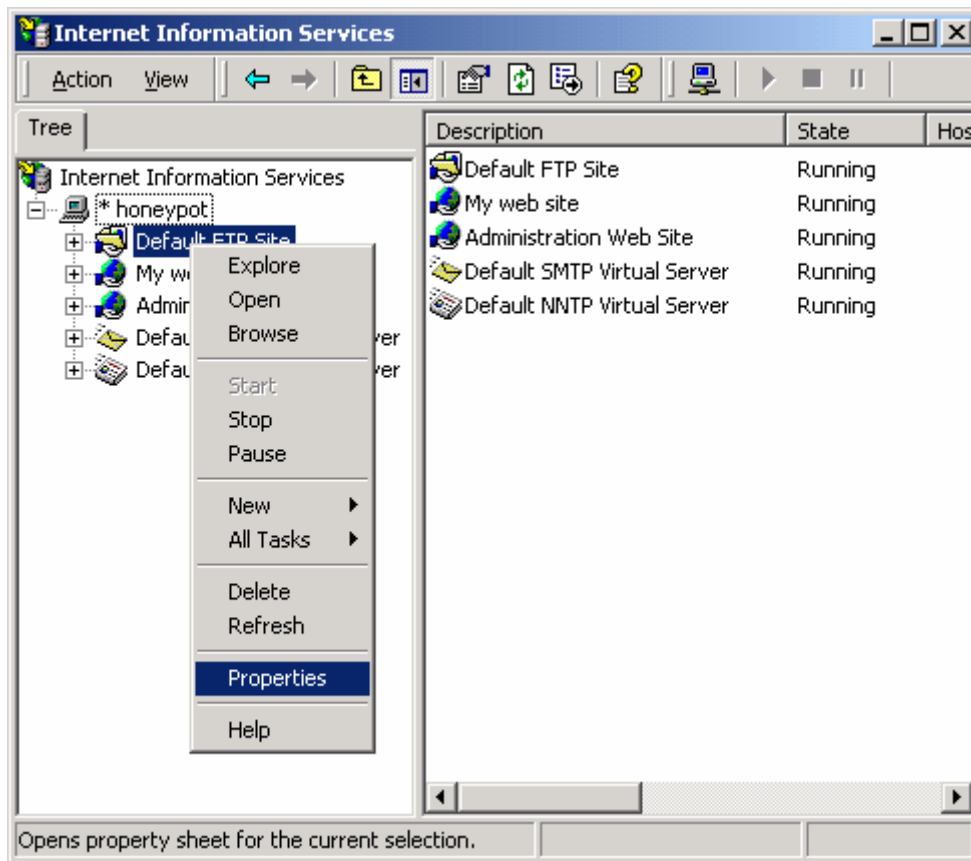 Internet Information Services
Action View
Tree
Description State Hos
Internet Information Services
* honeypot
Default FTP Site
My we
Admir
Defau ver
Defau ver
Explore
Open
Browse
Start
Stop
Pause
New
All Tasks
Delete
Refresh
Properties
Help
Default FTP Site Running
My web site Running
Administration Web Site Running
Default SMTP Virtual Server Running
Default NNTP Virtual Server Running
Opens property sheet for the current selection.